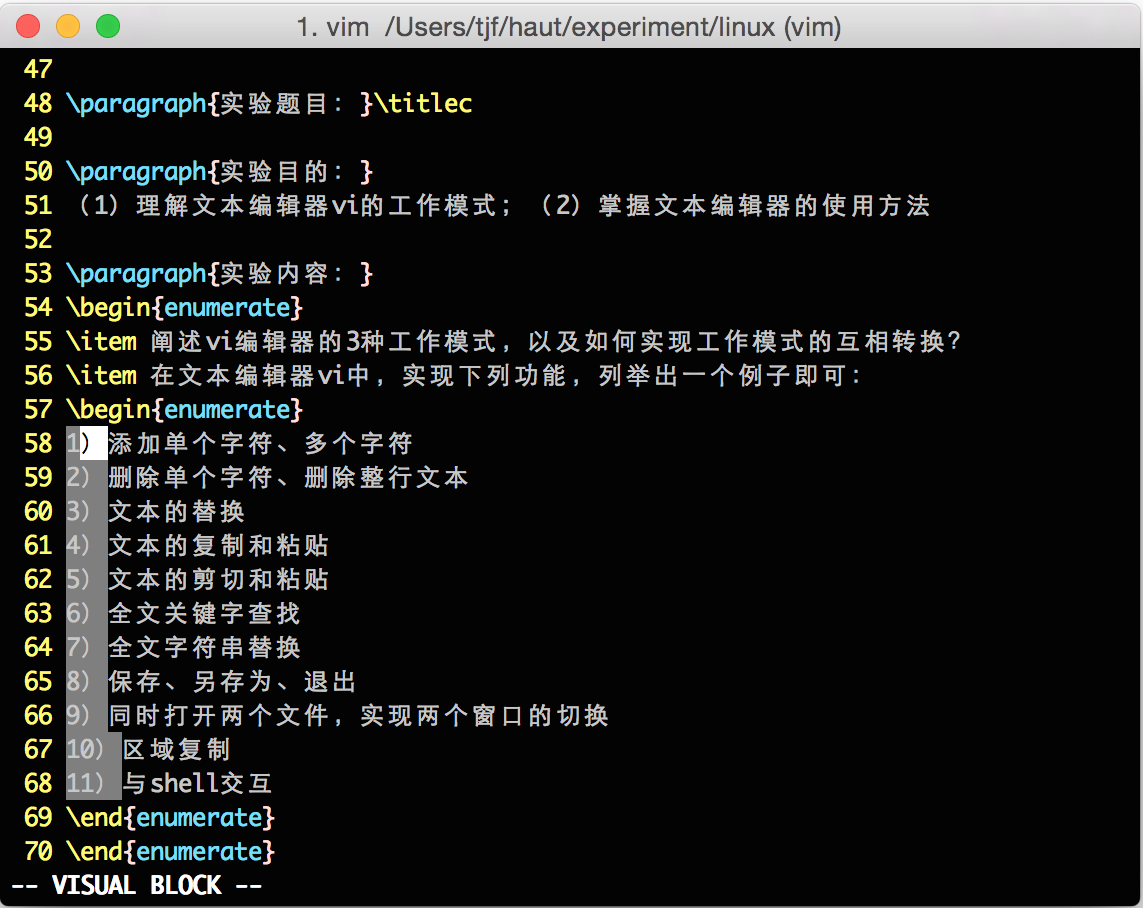 1. vim /Users/tjf/haut/experiment/linux (vim)
47
48 \paragraph{实验题目：}\titlec
49
50 \paragraph{实验目的：}
51 （1）理解文本编辑器vi的工作模式；（2）掌握文本编辑器的使用方法
52
53 \paragraph{实验内容：}
54 \begin{enumerate}
55 \item 阐述vi编辑器的3种工作模式，以及如何实现工作模式的互相转换？
56 \item 在文本编辑器vi中，实现下列功能，列举出一个例子即可：
57 \begin{enumerate}
58 1）添加单个字符、多个字符
59 2）删除单个字符、删除整行文本
60 3）文本的替换
61 4）文本的复制和粘贴
62 5）文本的剪切和粘贴
63 6）全文关键字查找
64 7）全文字符串替换
65 8）保存、另存为、退出
66 9）同时打开两个文件，实现两个窗口的切换
67 10）区域复制
68 11）与shell交互
69 \end{enumerate}
70 \end{enumerate}
-- VISUAL BLOCK --